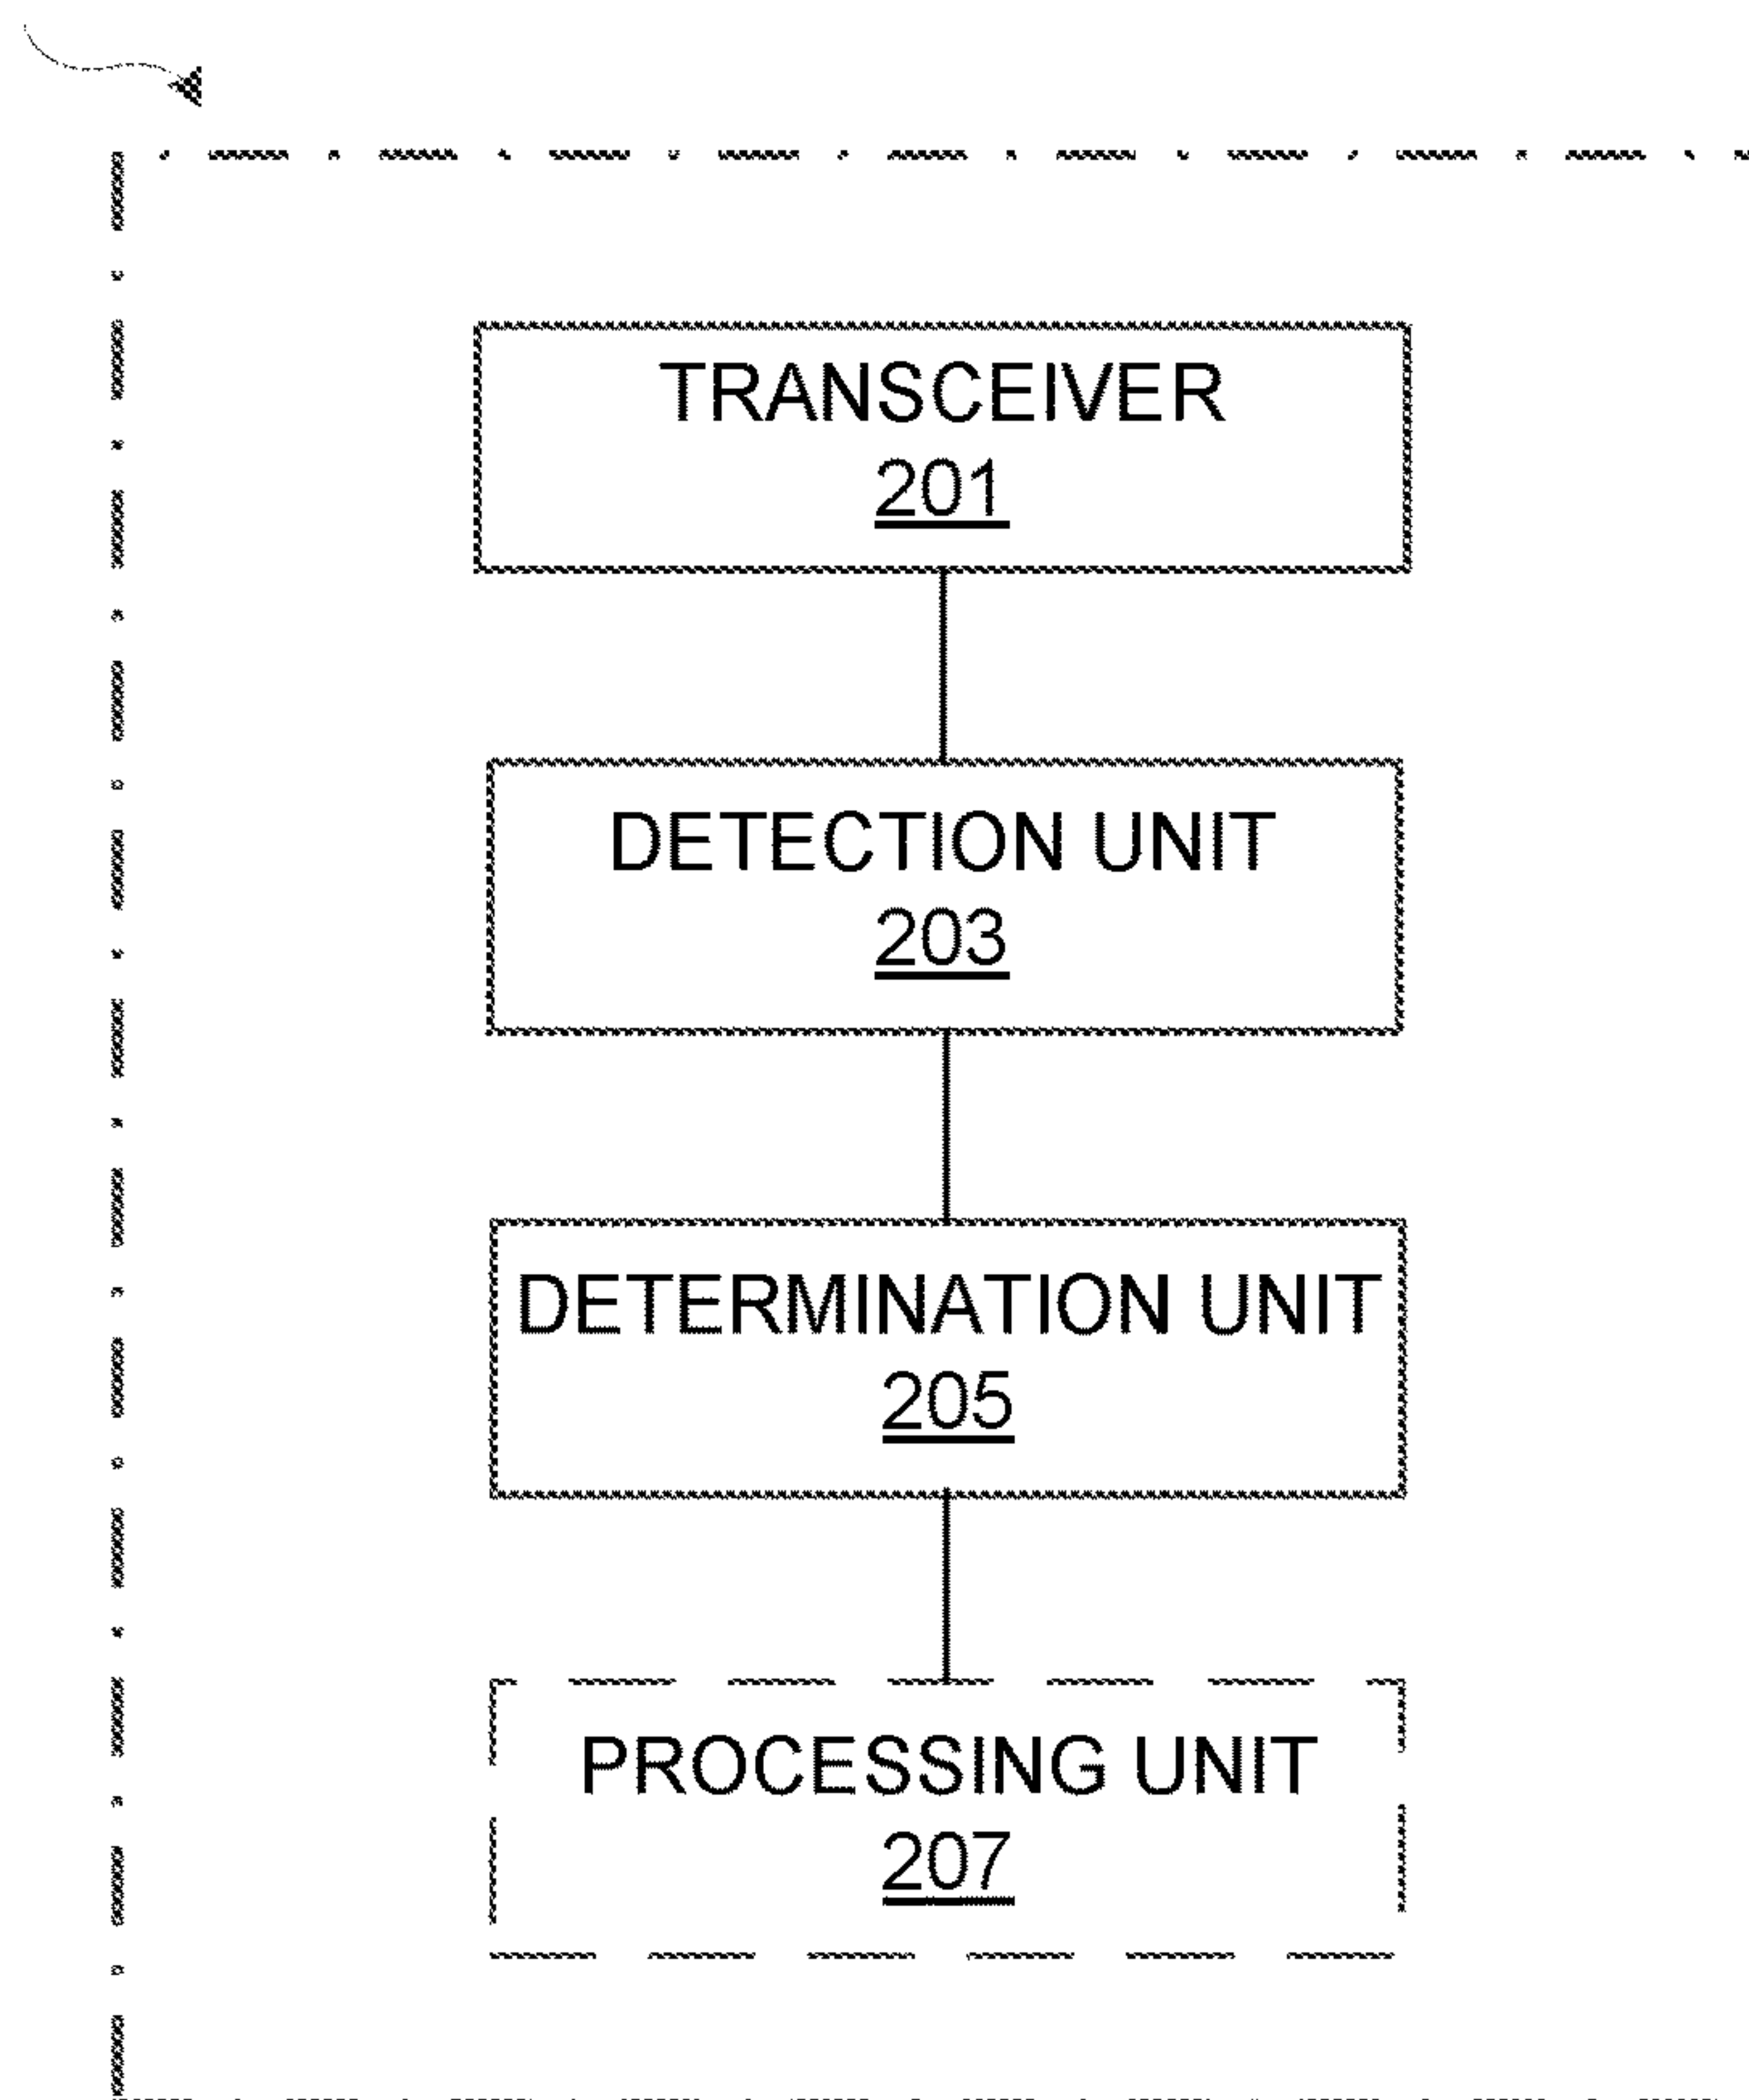 TRANSCEIVER
201
DETECTION UNIT
203
DETERMINATION UNIT
205
PROCESSING UNIT
207